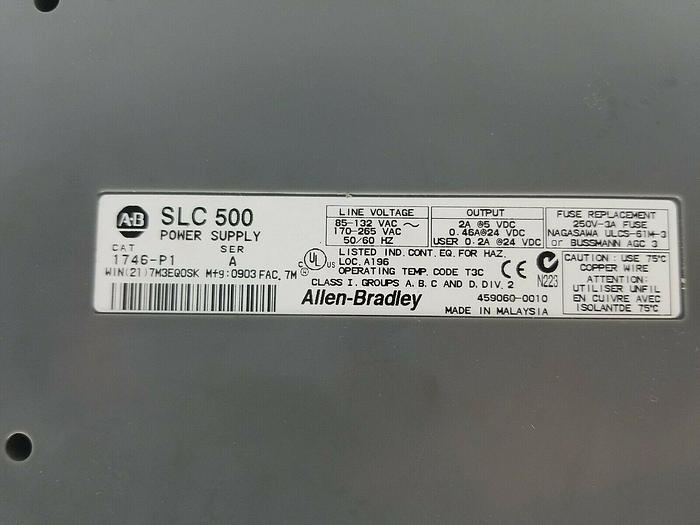 A·B SLC 500
POWER SUPPLY
CAT SER
1746-P1 A
WIN(21)7M3EQ0SK Mfg:0903 FAC. 7M
LINE VOLTAGE
85-132 VAC ~
170-265 VAC
50/60 HZ
OUTPUT
2A @5 VDC
0.46A@24 VDC
USER 0.2A @24 VDC
FUSE REPLACEMENT
250V-3A FUSE
NAGASAWA ULCS-61M-3
or BUSSMANN AGC 3
c UL us LISTED IND. CONT. EQ. FOR HAZ.
LOC. A196
OPERATING TEMP. CODE T3C
CLASS I. GROUPS A. B. C AND D. DIV. 2
CE
N223
CAUTION: USE 75°C
COPPER WIRE
ATTENTION:
UTILISER UNFIL
EN CUIVRE AVEC
ISOLANTDE 75°C
Allen-Bradley
459060-0010
MADE IN MALAYSIA